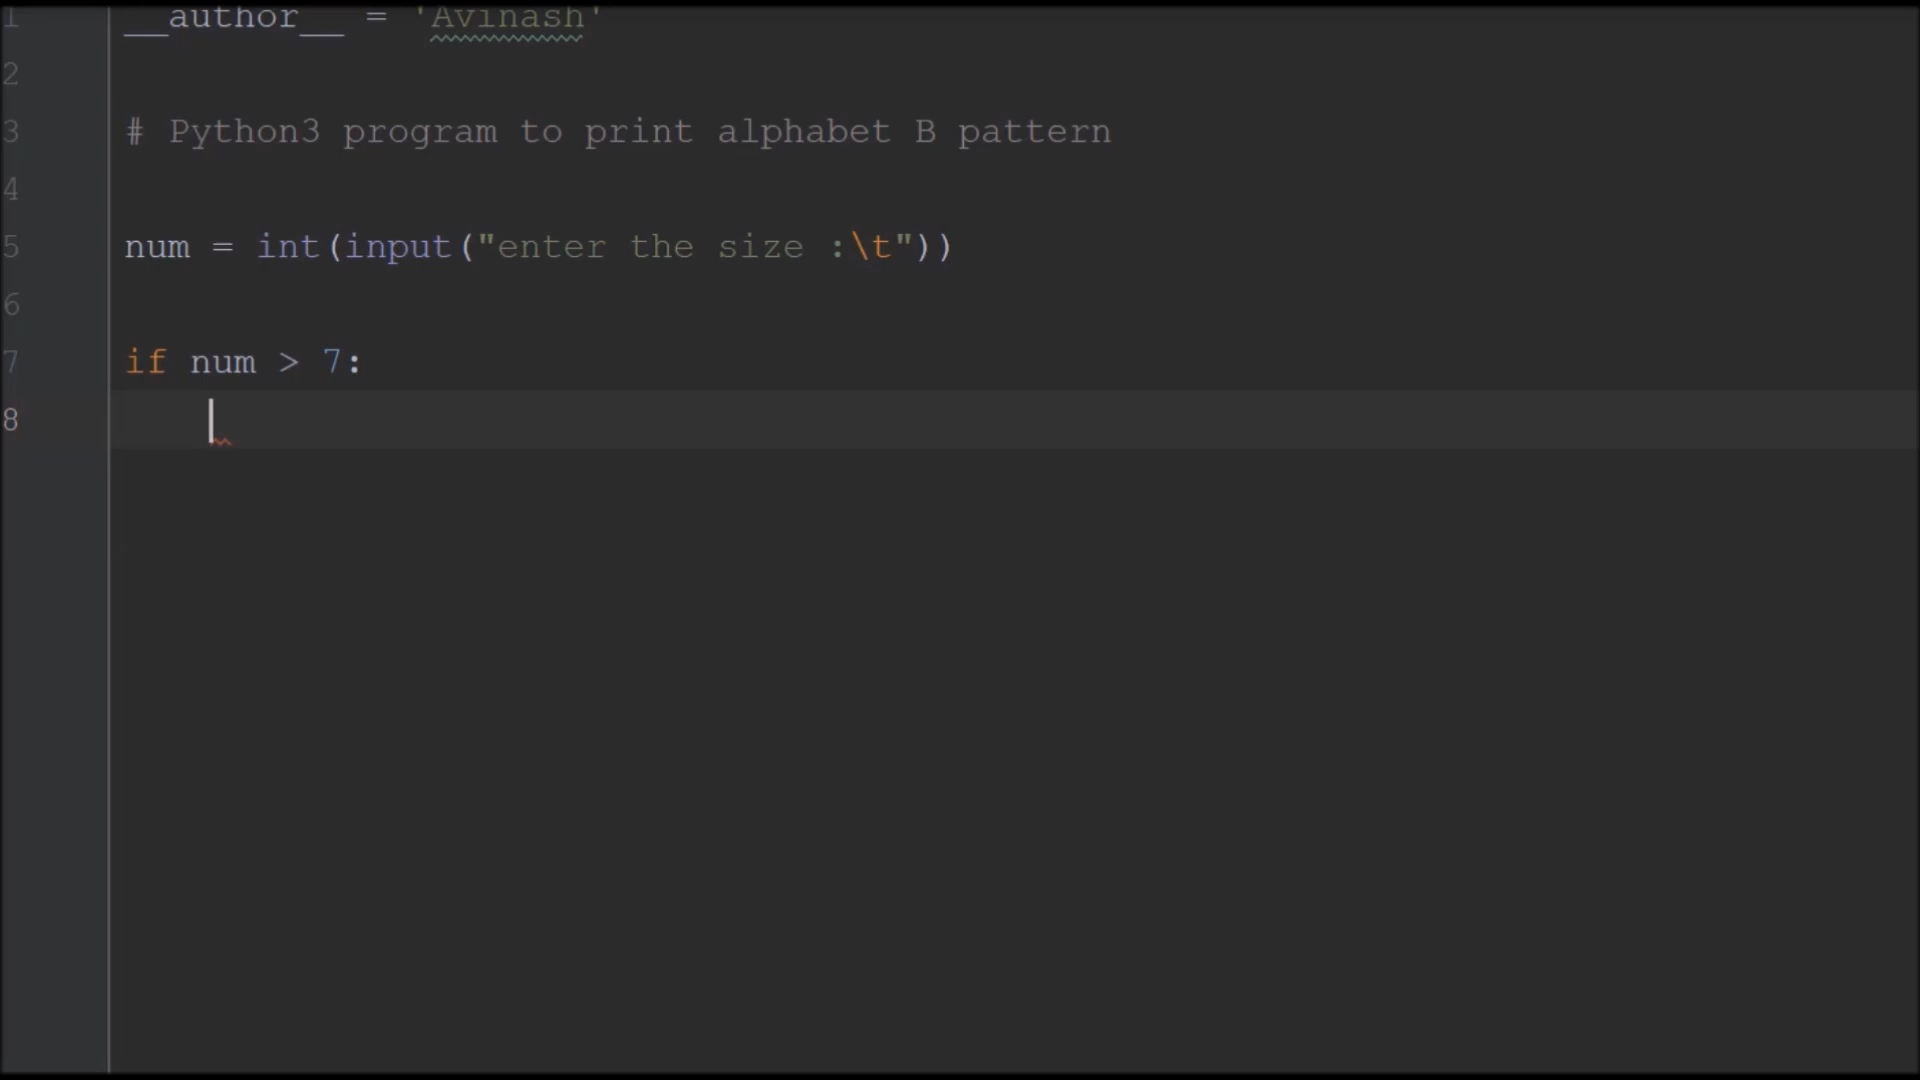 1 __author__ = 'Avinash'
2
3 # Python3 program to print alphabet B pattern
4
5 num = int(input("enter the size :\t"))
6
7 if num > 7:
8